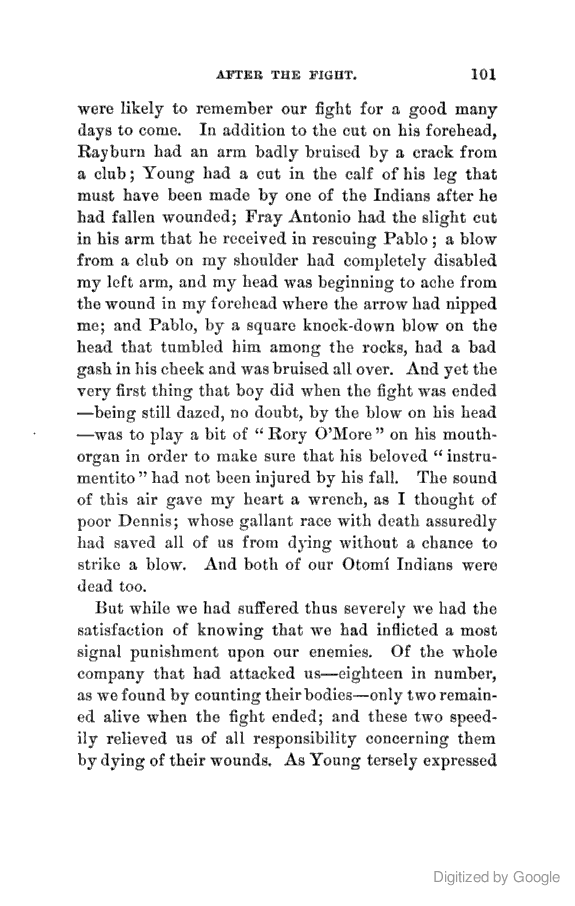 AFTER THE FIGHT. 101
were likely to remember our fight for a good many
days to come. In addition to the cut on his forehead,
Rayburn had an arm badly bruised by a crack from
a club; Young had a cut in the calf of his leg that
must have been made by one of the Indians after he
had fallen wounded; Fray Antonio had the slight cut
in his arm that he received in rescuing Pablo; a blow
from a club on my shoulder had completely disabled
my left arm, and my head was beginning to ache from
the wound in my forehead where the arrow had nipped
me; and Pablo, by a square knock-down blow on the
head that tumbled him among the rocks, had a bad
gash in his cheek and was bruised all over. And yet the
very first thing that boy did when the fight was ended
—being still dazed, no doubt, by the blow on his head
—was to play a bit of “Rory O’More” on his mouth-
organ in order to make sure that his beloved “instru-
mentito” had not been injured by his fall. The sound
of this air gave my heart a wrench, as I thought of
poor Dennis; whose gallant race with death assuredly
had saved all of us from dying without a chance to
strike a blow. And both of our Otomí Indians were
dead too.
But while we had suffered thus severely we had the
satisfaction of knowing that we had inflicted a most
signal punishment upon our enemies. Of the whole
company that had attacked us—eighteen in number,
as we found by counting their bodies—only two remain-
ed alive when the fight ended; and these two speed-
ily relieved us of all responsibility concerning them
by dying of their wounds. As Young tersely expressed
Digitized by Google